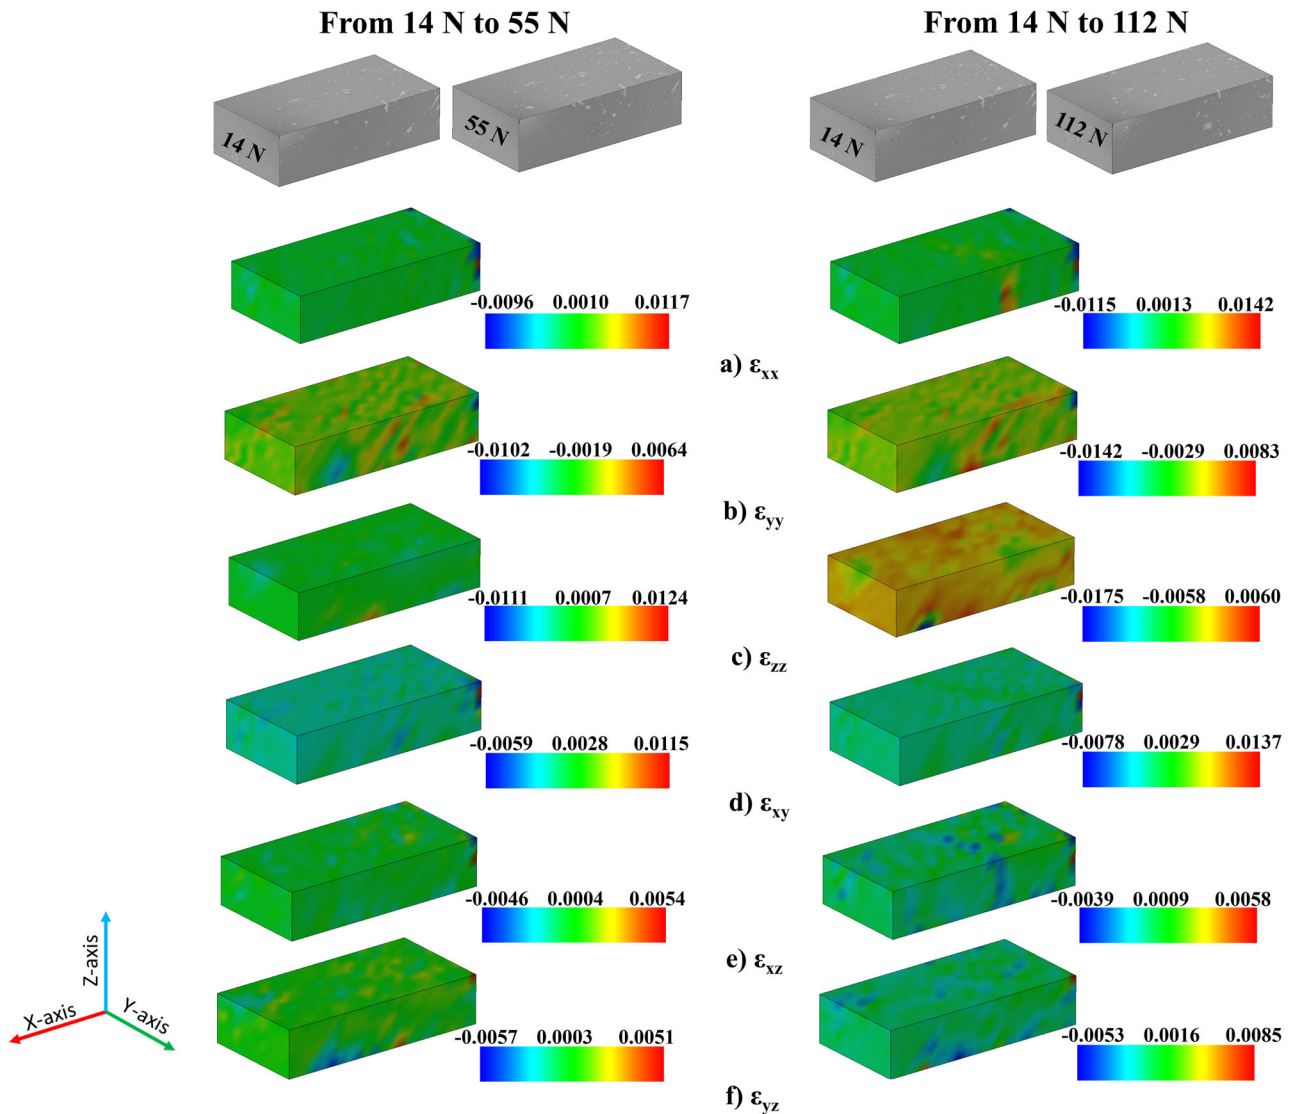 From 14 N to 55 N
From 14 N to 112 N
14 N
55 N
14 N
112 N
-0.0096 0.0010 0.0117
-0.0115 0.0013 0.0142
a) εxx
-0.0102 -0.0019 0.0064
-0.0142 -0.0029 0.0083
b) εyy
-0.0111 0.0007 0.0124
-0.0175 -0.0058 0.0060
c) εzz
-0.0059 0.0028 0.0115
-0.0078 0.0029 0.0137
d) εxy
-0.0046 0.0004 0.0054
-0.0039 0.0009 0.0058
e) εxz
Z-axis
X-axis
Y-axis
-0.0057 0.0003 0.0051
-0.0053 0.0016 0.0085
f) εyz